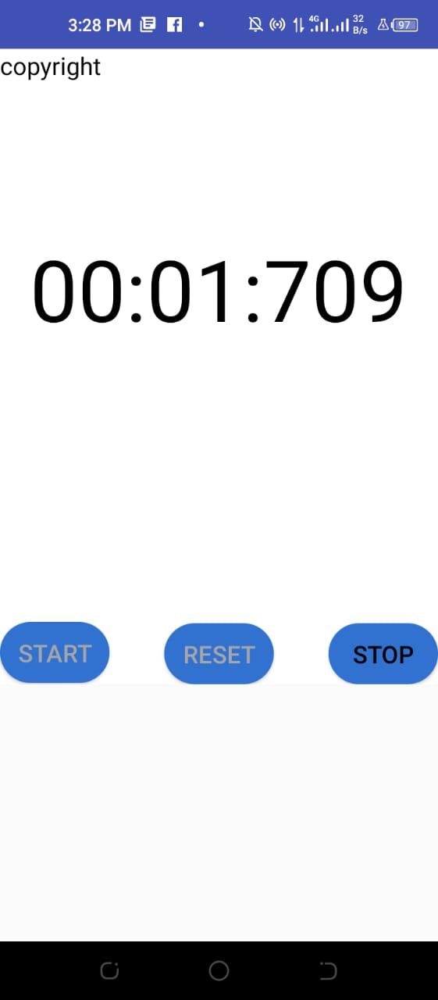 3:28 PM 4G 32 B/s 97
copyright
00:01:709
START RESET STOP